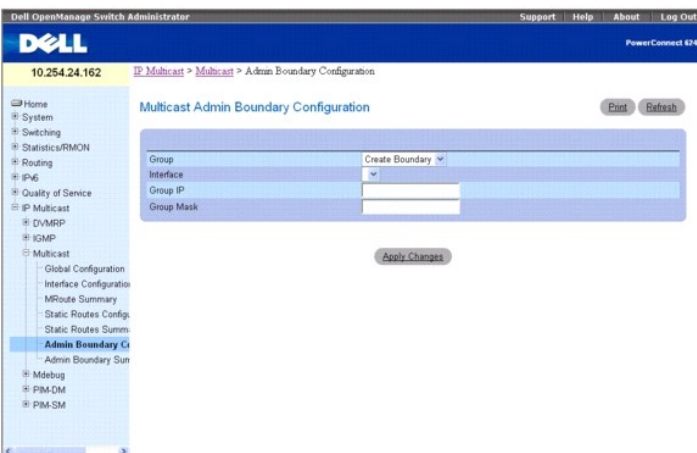 Dell OpenManage Switch Administrator
Support Help About Log Out
DELL
PowerConnect 624
10.254.24.162
IP Multicast > Multicast > Admin Boundary Configuration
Home
System
Switching
Statistics/RMON
Routing
IPv6
Quality of Service
IP Multicast
DVMRP
IGMP
Multicast
Global Configuration
Interface Configuration
MRoute Summary
Static Routes Configu
Static Routes Summ
Admin Boundary Co
Admin Boundary Sum
Mdebug
PIM-DM
PIM-SM
Multicast Admin Boundary Configuration
Print Refresh
Group Create Boundary
Interface
Group IP
Group Mask
Apply Changes